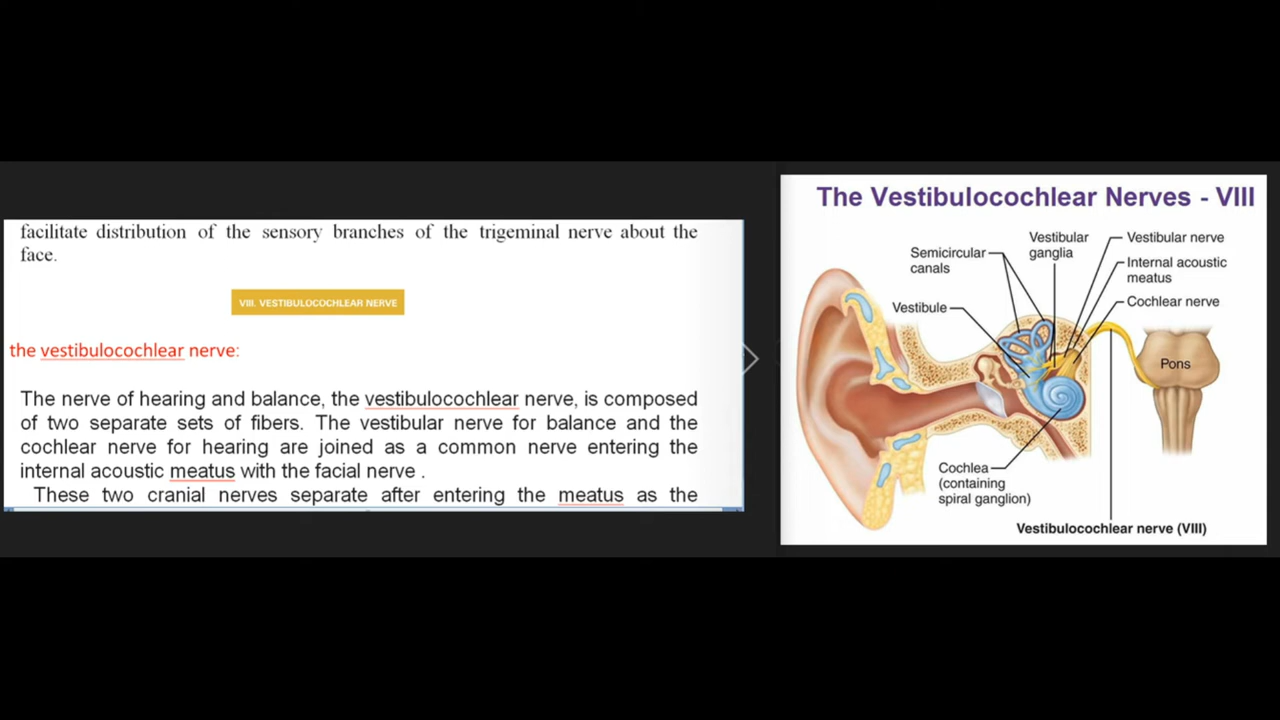 facilitate distribution of the sensory branches of the trigeminal nerve about the
face.
VIII. VESTIBULOCOCHLEAR NERVE
the vestibulocochlear nerve:
The nerve of hearing and balance, the vestibulocochlear nerve, is composed
of two separate sets of fibers. The vestibular nerve for balance and the
cochlear nerve for hearing are joined as a common nerve entering the
internal acoustic meatus with the facial nerve .
These two cranial nerves separate after entering the meatus as the
The Vestibulocochlear Nerves - VIII
Semicircular
canals
Vestibular
ganglia
Vestibular nerve
Internal acoustic
meatus
Cochlear nerve
Vestibule
Pons
Cochlea
(containing
spiral ganglion)
Vestibulocochlear nerve (VIII)